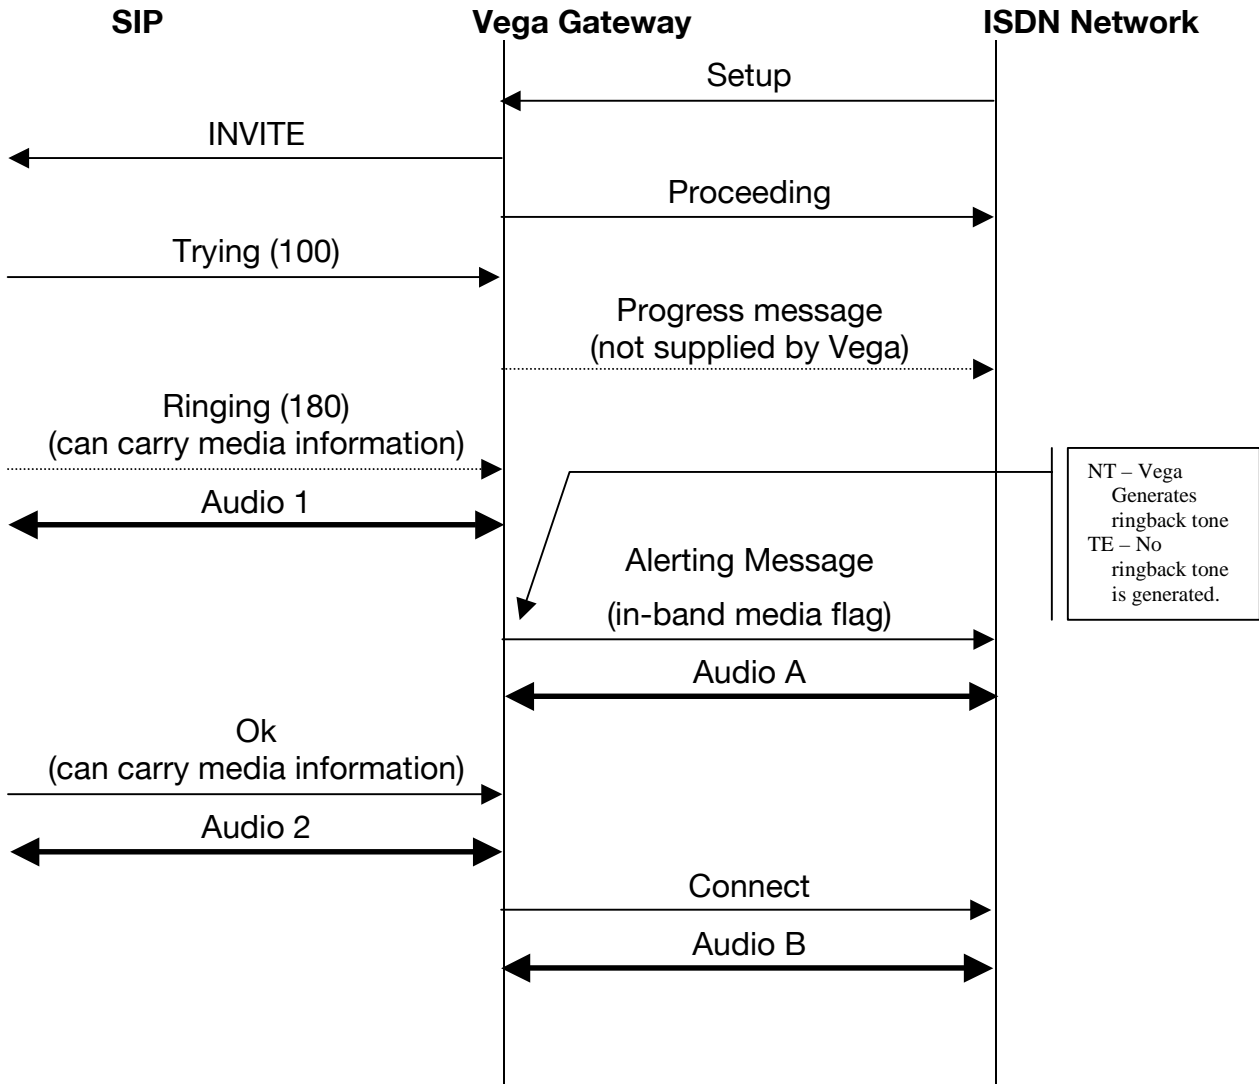 SIP
Vega Gateway
ISDN Network
Setup
INVITE
Proceeding
Trying (100)
Progress message
(not supplied by Vega)
Ringing (180)
(can carry media information)
NT – Vega
Generates
ringback tone
TE – No
ringback tone
is generated.
Audio 1
Alerting Message
(in-band media flag)
Audio A
Ok
(can carry media information)
Audio 2
Connect
Audio B